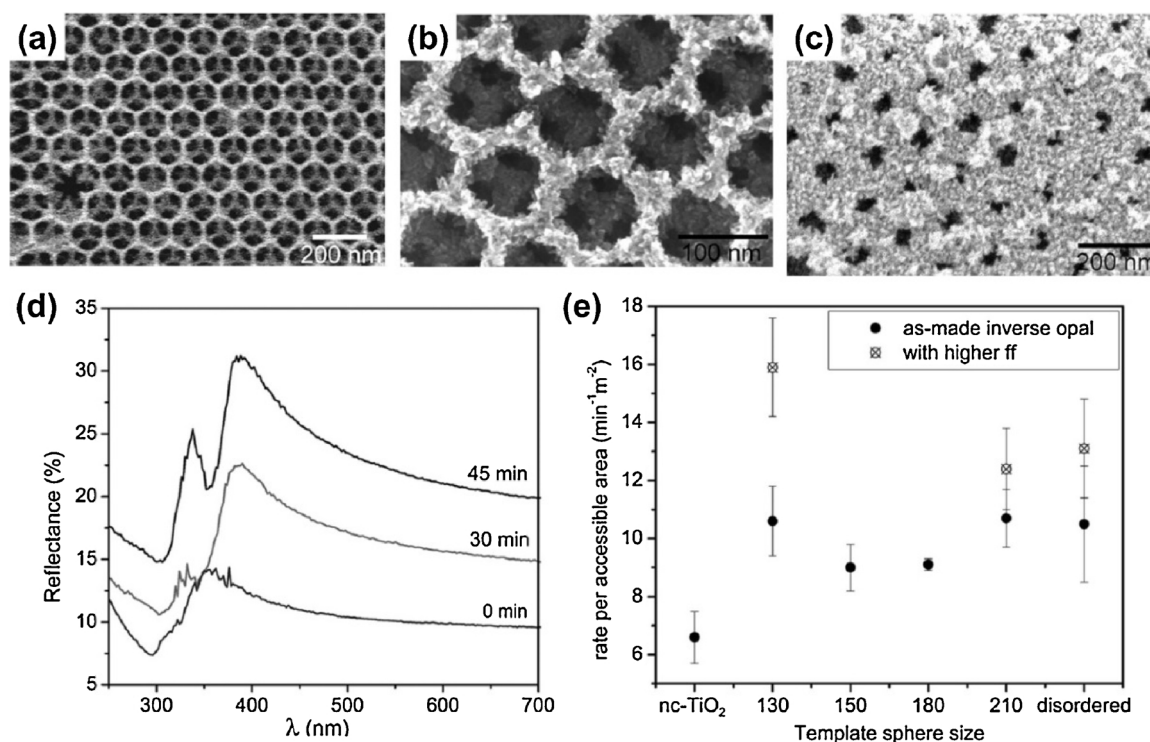 (a)
200 nm
(b)
100 nm
(c)
200 nm
(d)
35
30
25
20
15
10
5
Reflectance (%)
45 min
30 min
0 min
300
400
500
600
700
λ (nm)
(e)
18
16
14
12
10
8
6
rate per accessible area (min⁻¹m⁻²)
as-made inverse opal
with higher ff
nc-TiO₂
130
150
180
210
disordered
Template sphere size